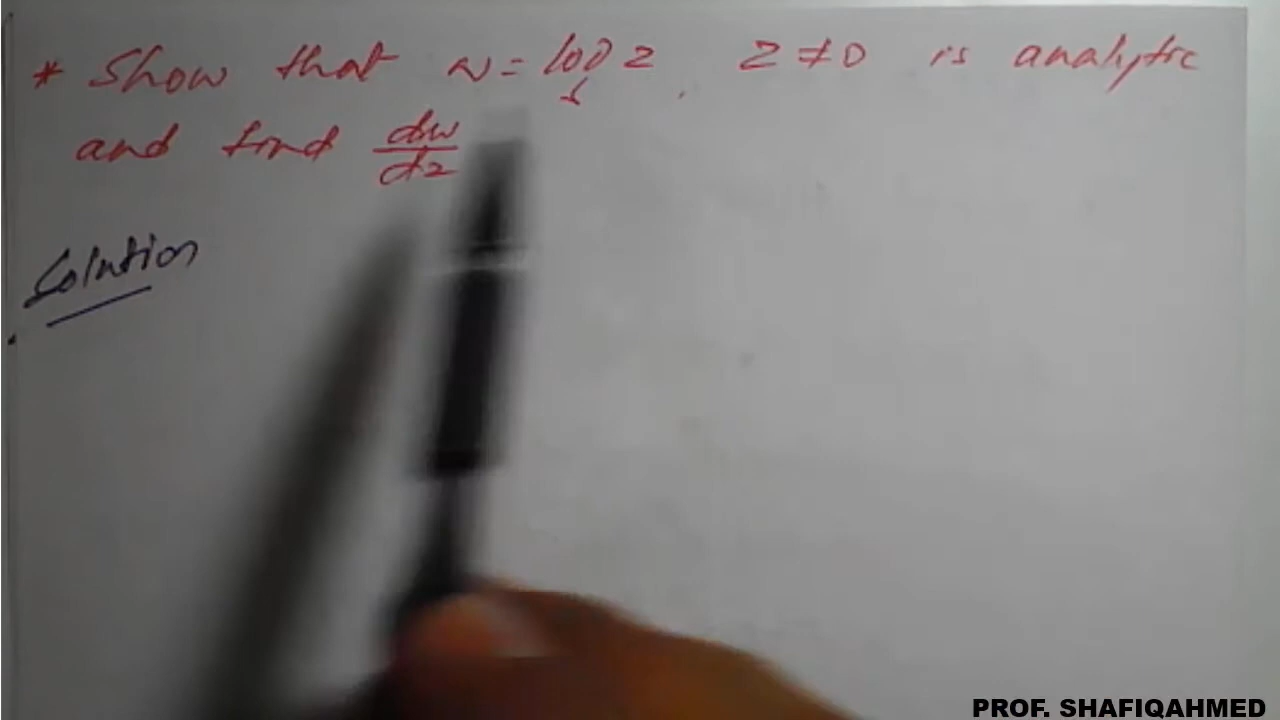 * Show that w = log z, z ≠ 0 is analytic
and find dw/dz
Solution
PROF. SHAFIQAHMED